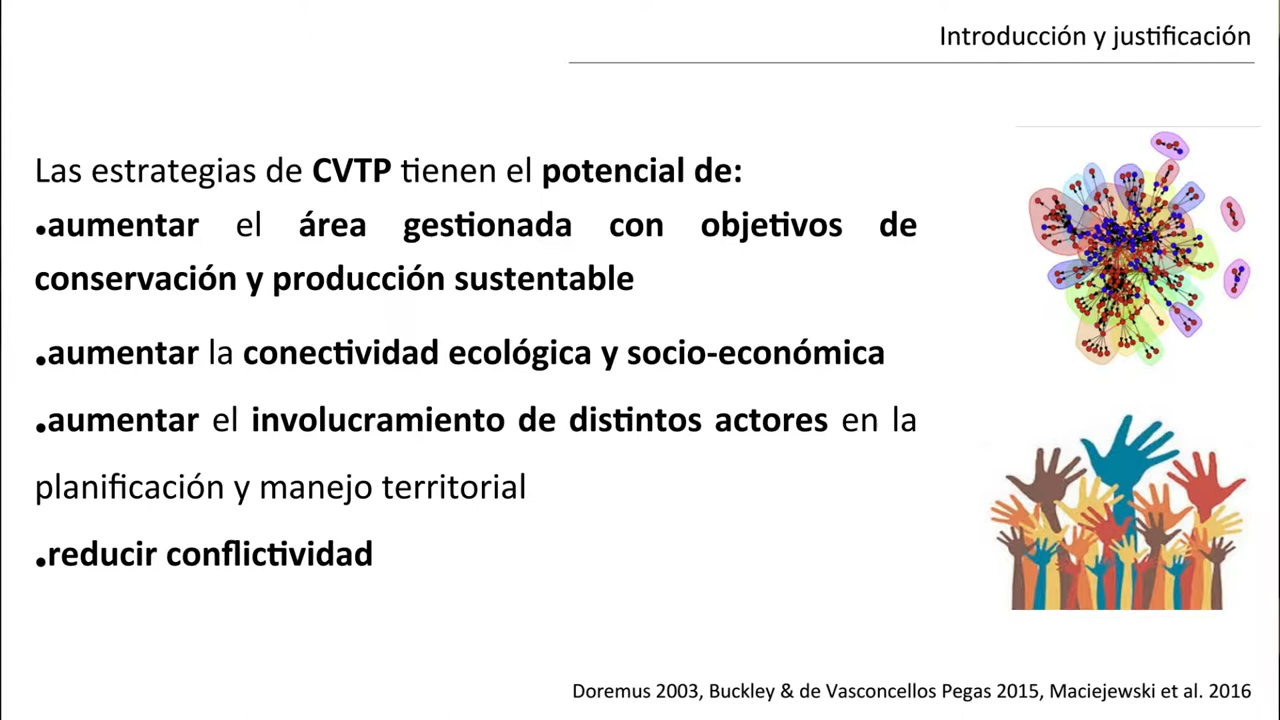 Introducción y justificación
Las estrategias de CVTP tienen el potencial de:
•aumentar el área gestionada con objetivos de
conservación y producción sustentable
•aumentar la conectividad ecológica y socio-económica
•aumentar el involucramiento de distintos actores en la
planificación y manejo territorial
•reducir conflictividad
Doremus 2003, Buckley & de Vasconcellos Pegas 2015, Maciejewski et al. 2016